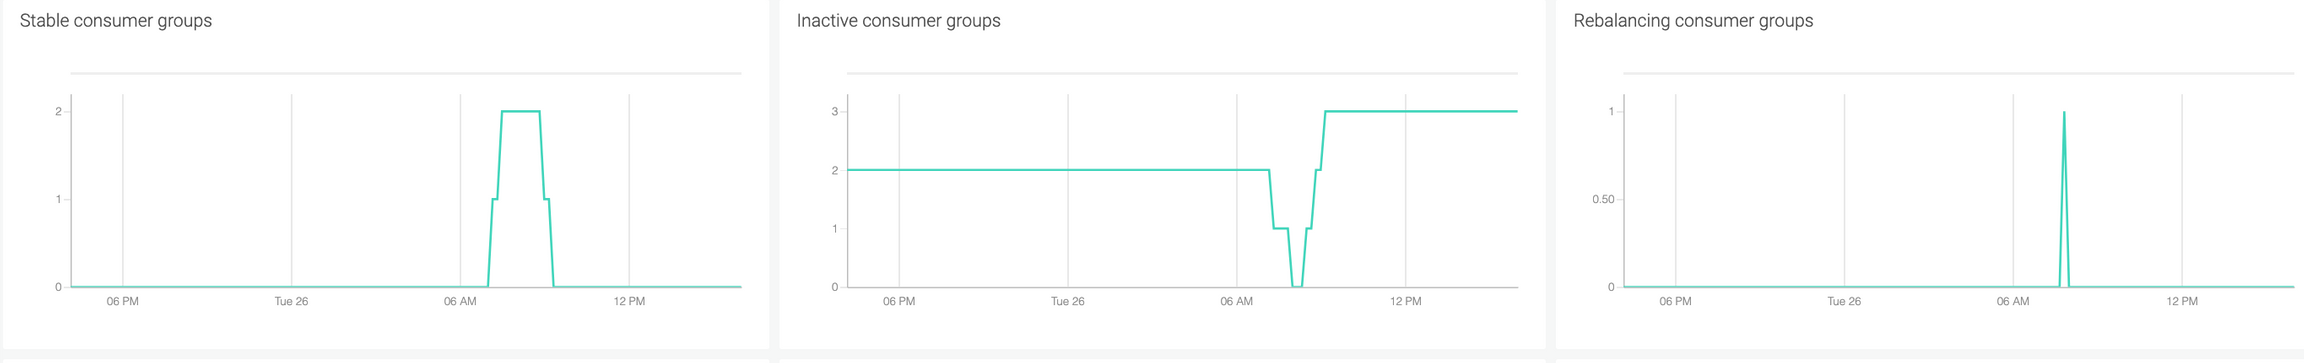 Stable consumer groups
2
1
0
06 PM
Tue 26
06 AM
12 PM
Inactive consumer groups
3
2
1
0
06 PM
Tue 26
06 AM
12 PM
Rebalancing consumer groups
1
0.50
0
06 PM
Tue 26
06 AM
12 PM